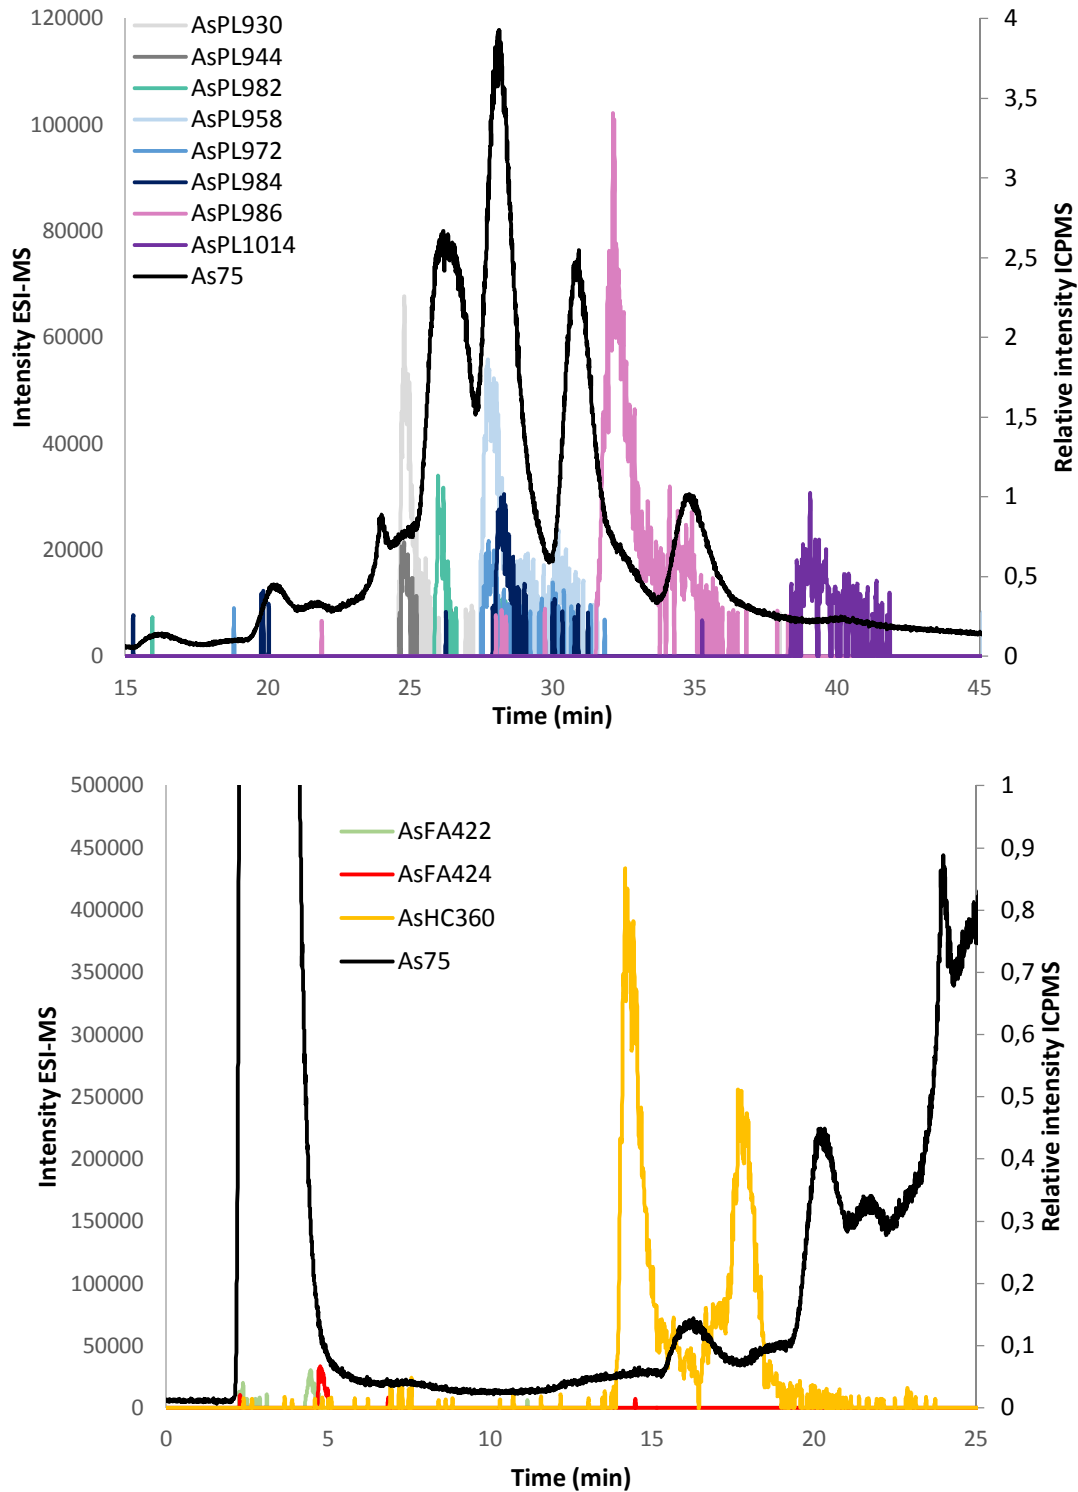 AsPL930
AsPL944
AsPL982
AsPL958
AsPL972
AsPL984
AsPL986
AsPL1014
As75
120000
100000
80000
60000
40000
20000
0
Intensity ESI-MS
4
3,5
3
2,5
2
1,5
1
0,5
0
Relative intensity ICPMS
15 20 25 30 35 40 45
Time (min)
AsFA422
AsFA424
AsHC360
As75
500000
450000
400000
350000
300000
250000
200000
150000
100000
50000
0
Intensity ESI-MS
1
0,9
0,8
0,7
0,6
0,5
0,4
0,3
0,2
0,1
0
Relative intensity ICPMS
0 5 10 15 20 25
Time (min)